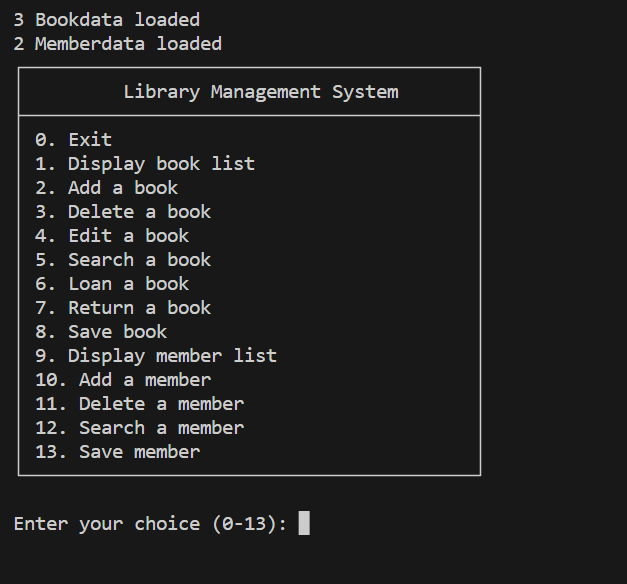 3 Bookdata loaded
2 Memberdata loaded
Library Management System
0. Exit
1. Display book list
2. Add a book
3. Delete a book
4. Edit a book
5. Search a book
6. Loan a book
7. Return a book
8. Save book
9. Display member list
10. Add a member
11. Delete a member
12. Search a member
13. Save member
Enter your choice (0-13):